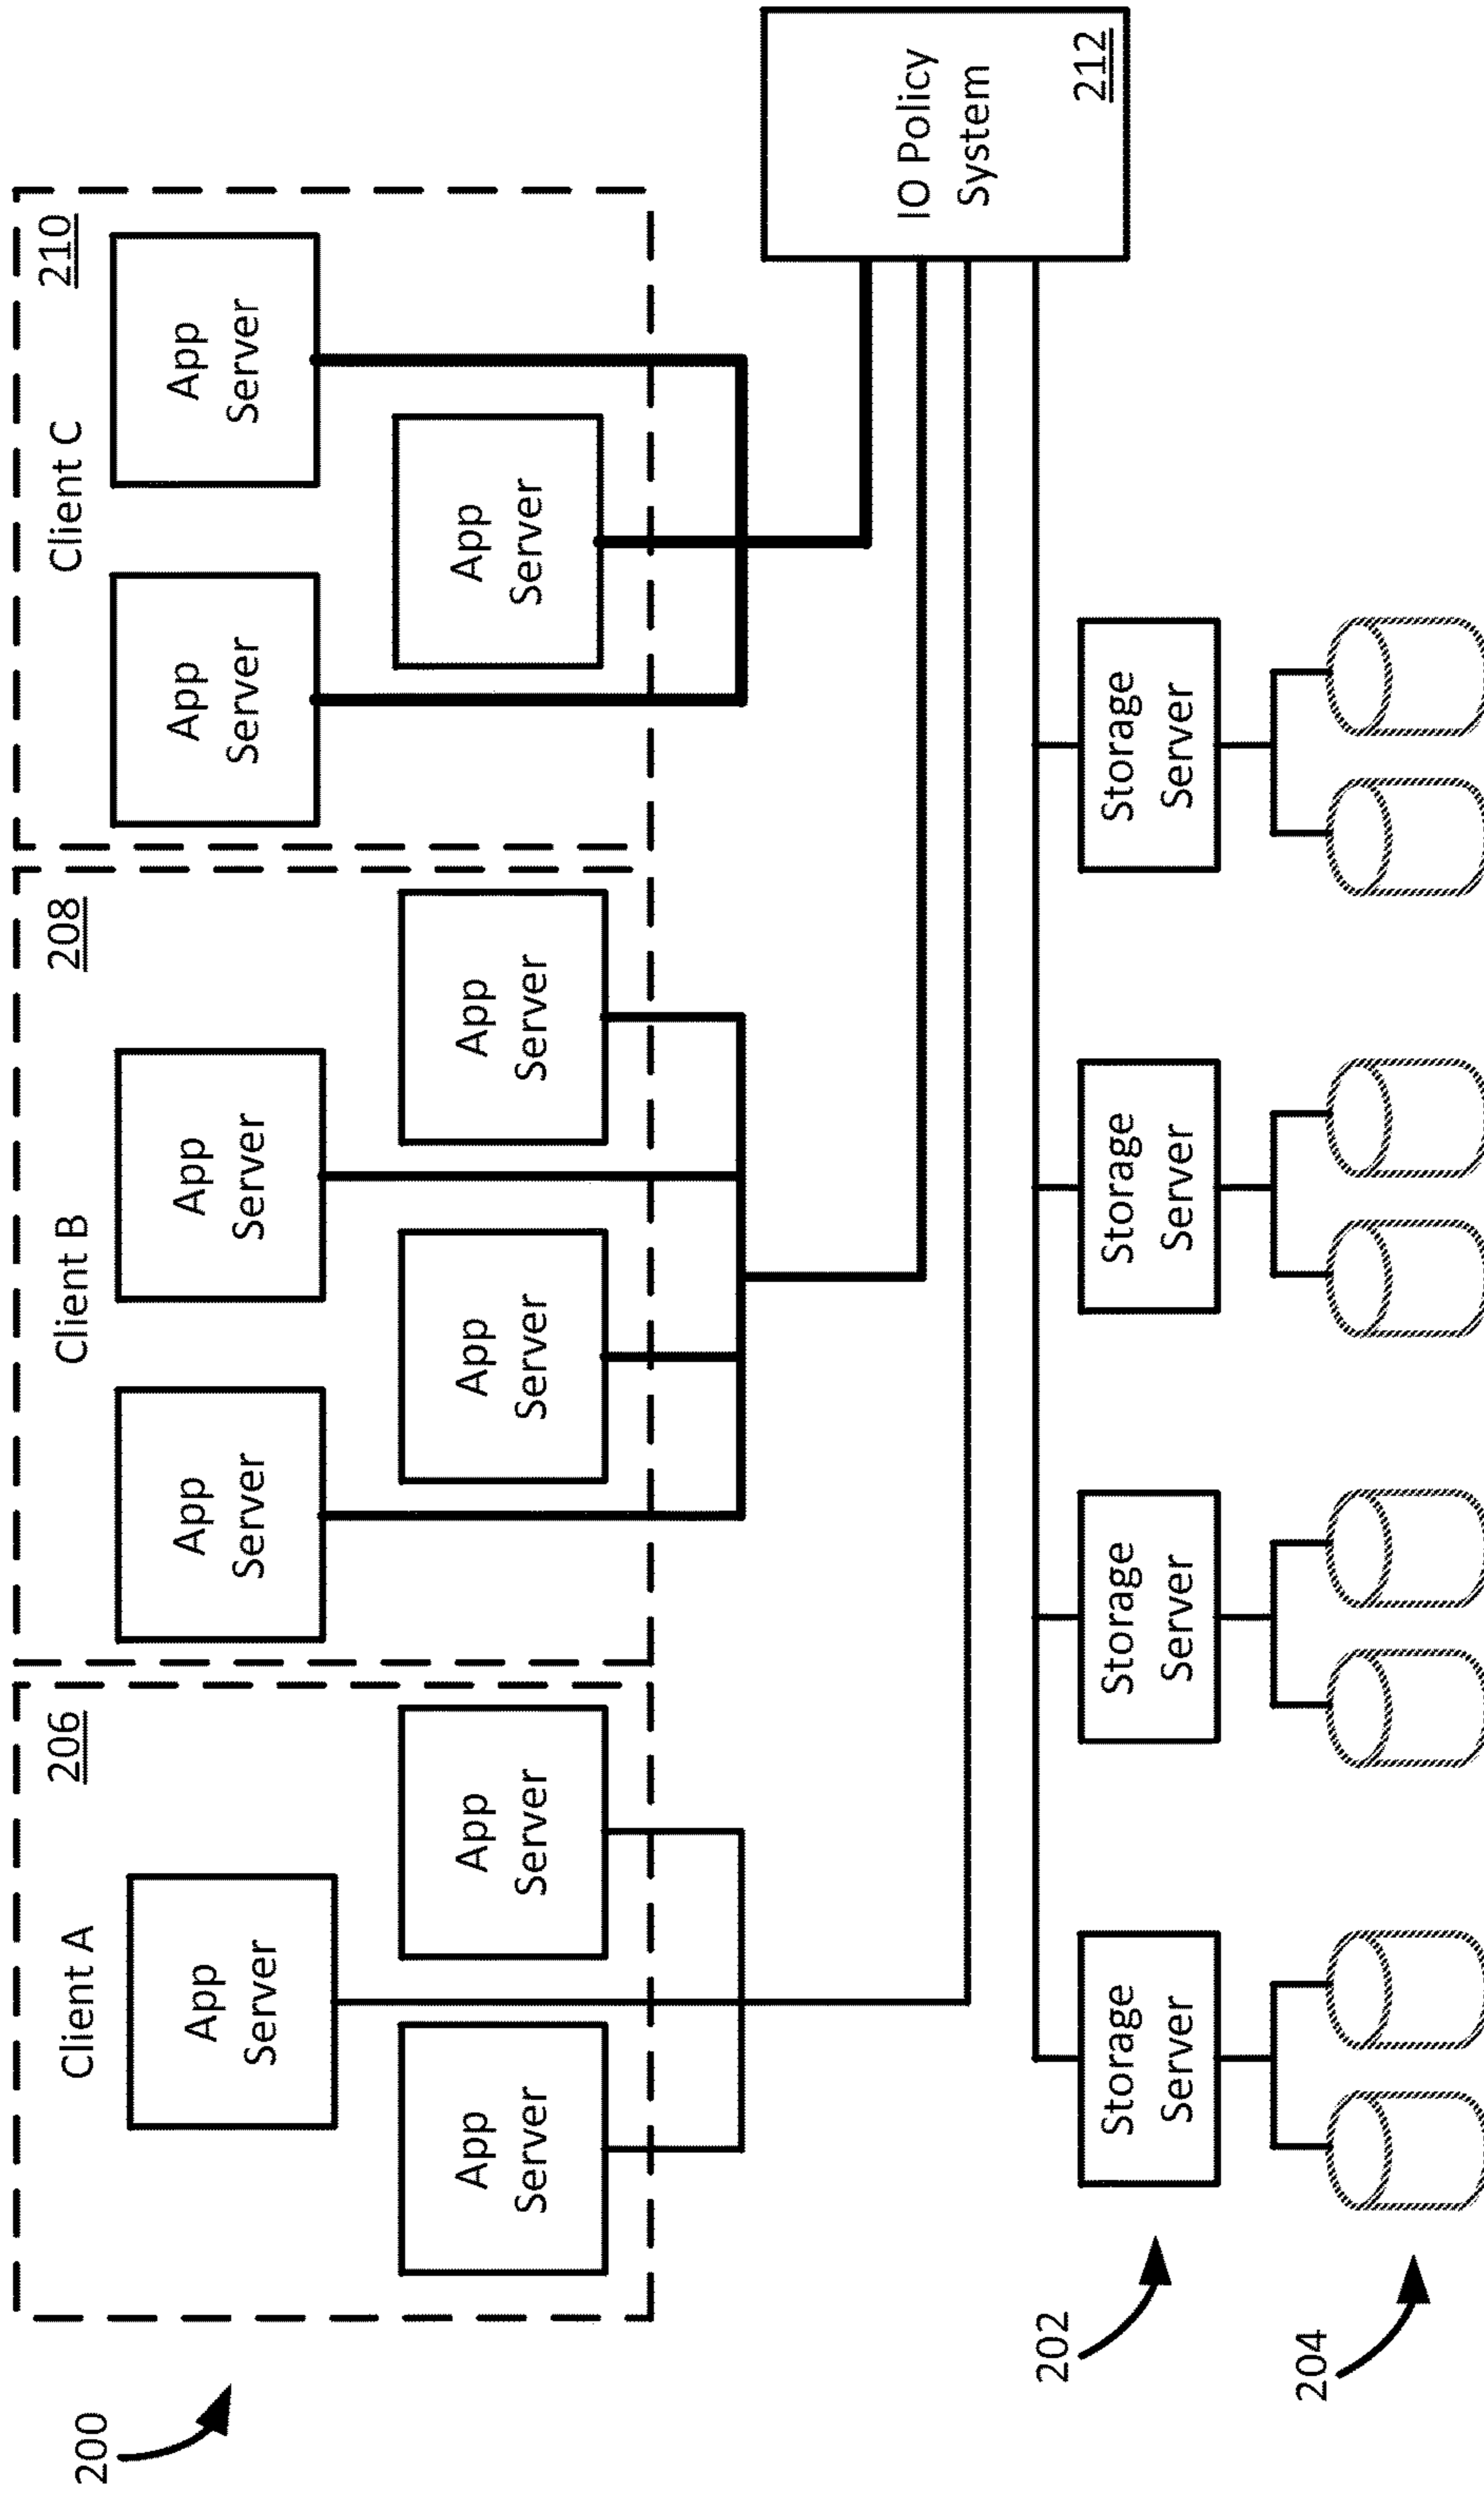 Client A
206
App
Server
App
Server
App
Server
Client B
208
App
Server
App
Server
App
Server
App
Server
Client C
210
App
Server
App
Server
App
Server
IO Policy
System
212
Storage
Server
Storage
Server
Storage
Server
Storage
Server
200
202
204